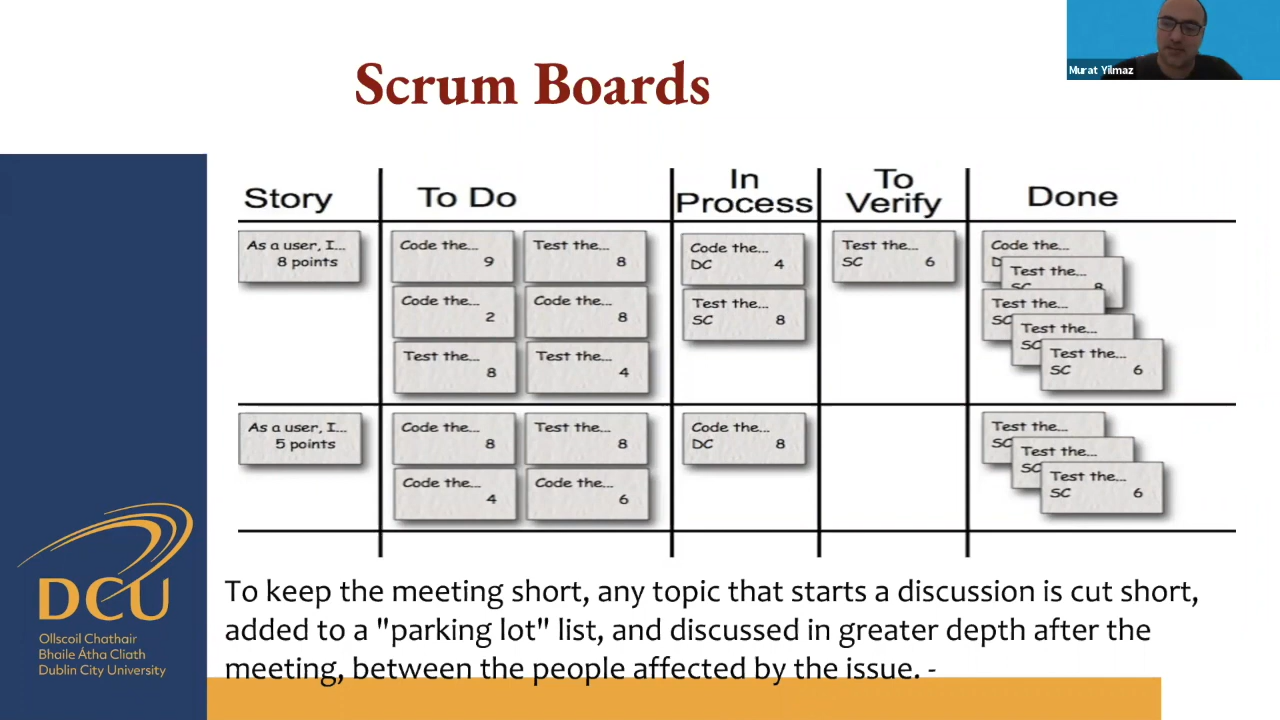 Scrum Boards
Murat Yilmaz
Story
To Do
In
Process
To
Verify
Done
As a user, I...
8 points
Code the...
9
Test the...
8
Code the...
2
Code the...
8
Test the...
8
Test the...
4
Code the...
DC 4
Test the...
SC 8
Test the...
SC 6
Code the...
D
Test the...
SC 8
Test the...
SC
Test the...
SC
Test the...
SC 6
As a user, I...
5 points
Code the...
8
Test the...
8
Code the...
4
Code the...
6
Code the...
DC 8
Test the...
SC
Test the...
SC
Test the...
SC 6
To keep the meeting short, any topic that starts a discussion is cut short,
added to a "parking lot" list, and discussed in greater depth after the
meeting, between the people affected by the issue. -
DCU
Ollscoil Chathair
Bhaile Átha Cliath
Dublin City University